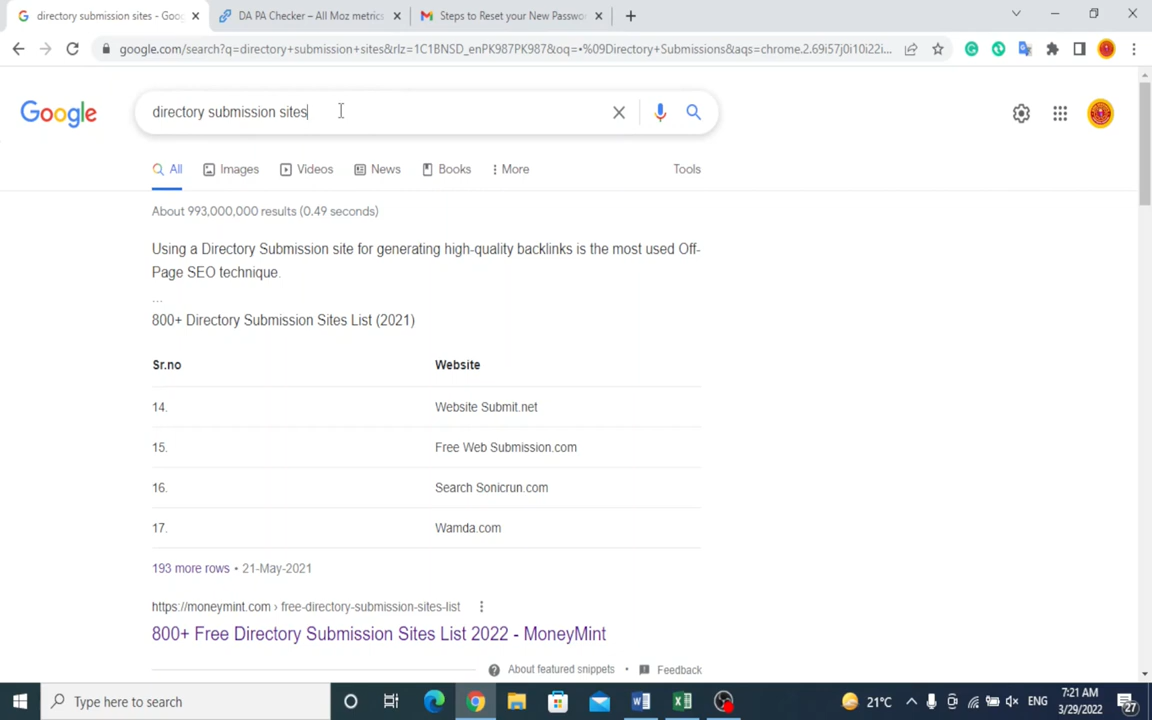 directory submission sites - Goo
DA PA Checker – All Moz metrics
Steps to Reset your New Passwo
google.com/search?q=directory+submission+sites&rlz=1C1BNSD_enPK987PK987&oq=•%09Directory+Submissions&aqs=chrome.2.69i57j0i10i22i...
Google
directory submission sites
All
Images
Videos
News
Books
More
Tools
About 993,000,000 results (0.49 seconds)
Using a Directory Submission site for generating high-quality backlinks is the most used Off-
Page SEO technique.
...
800+ Directory Submission Sites List (2021)
Sr.no Website
14. Website Submit.net
15. Free Web Submission.com
16. Search Sonicrun.com
17. Wamda.com
193 more rows • 21-May-2021
https://moneymint.com › free-directory-submission-sites-list
800+ Free Directory Submission Sites List 2022 - MoneyMint
About featured snippets • Feedback
Type here to search
21°C
ENG
7:21 AM
3/29/2022
27